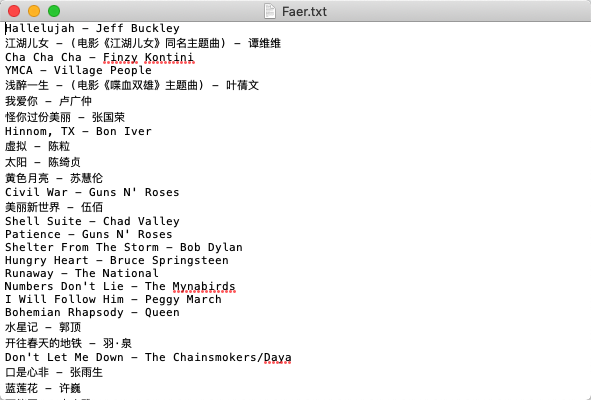 Faer.txt
Hallelujah – Jeff Buckley
江湖儿女 – (电影《江湖儿女》同名主题曲) – 谭维维
Cha Cha Cha – Finzy Kontini
YMCA – Village People
浅醉一生 – (电影《喋血双雄》主题曲) – 叶蒨文
我爱你 – 卢广仲
怪你过份美丽 – 张国荣
Hinnom, TX – Bon Iver
虚拟 – 陈粒
太阳 – 陈绮贞
黄色月亮 – 苏慧伦
Civil War – Guns N' Roses
美丽新世界 – 伍佰
Shell Suite – Chad Valley
Patience – Guns N' Roses
Shelter From The Storm – Bob Dylan
Hungry Heart – Bruce Springsteen
Runaway – The National
Numbers Don't Lie – The Mynabirds
I Will Follow Him – Peggy March
Bohemian Rhapsody – Queen
水星记 – 郭顶
开往春天的地铁 – 羽·泉
Don't Let Me Down – The Chainsmokers/Daya
口是心非 – 张雨生
蓝莲花 – 许巍